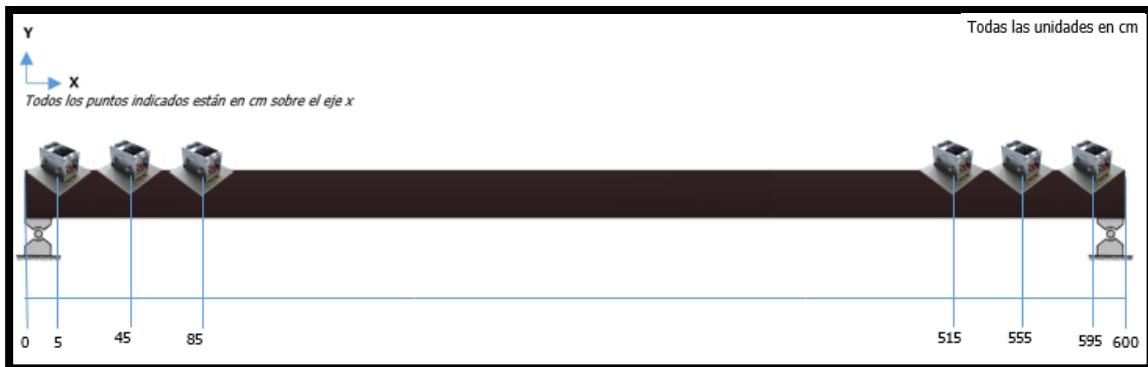 Todas las unidades en cm
Y
X
Todos los puntos indicados están en cm sobre el eje x
0 5 45 85 515 555 595 600